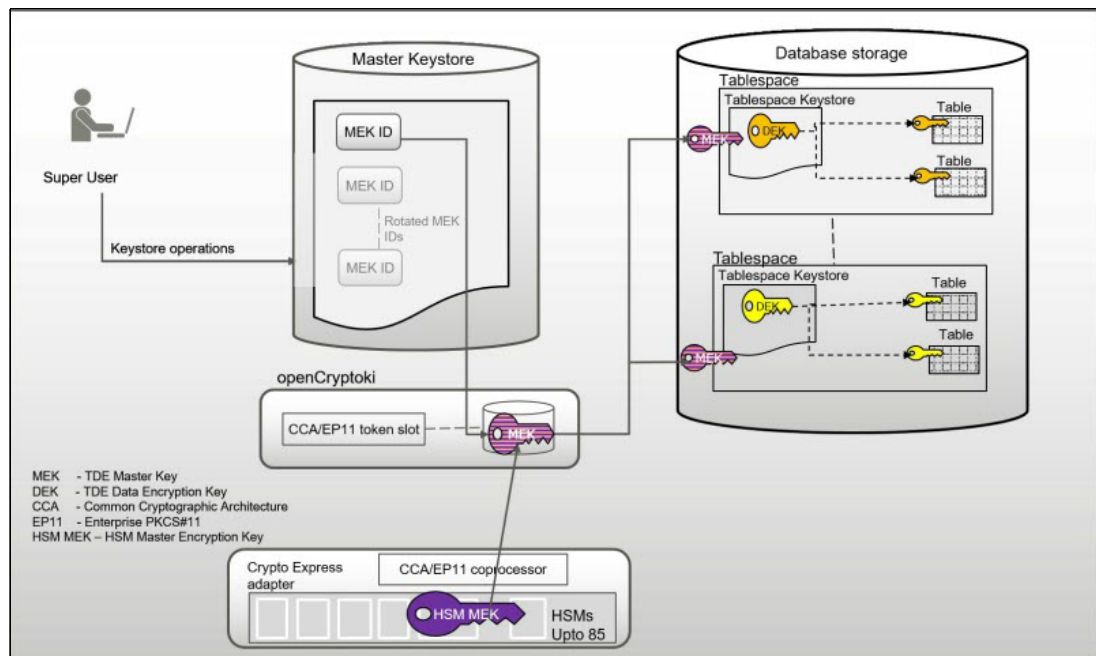 Master Keystore
MEK ID
MEK ID
Rotated MEK
IDs
MEK ID
Super User
Keystore operations
Database storage
Tablespace
Tablespace Keystore
MEK
DEK
Table
Table
Tablespace
Tablespace Keystore
MEK
DEK
Table
Table
openCryptoki
CCA/EP11 token slot
MEK
MEK - TDE Master Key
DEK - TDE Data Encryption Key
CCA - Common Cryptographic Architecture
EP11 - Enterprise PKCS#11
HSM MEK – HSM Master Encryption Key
Crypto Express
adapter
CCA/EP11 coprocessor
HSM MEK
HSMs
Upto 85